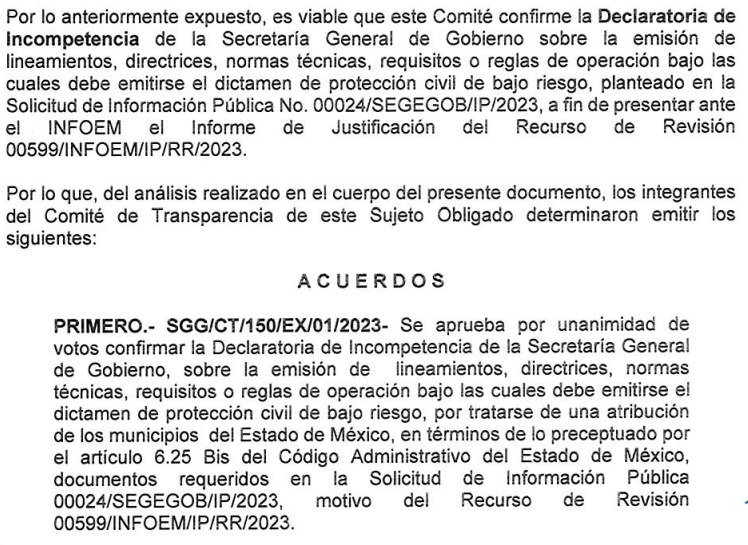 Por lo anteriormente expuesto, es viable que este Comité confirme la Declaratoria de
Incompetencia de la Secretaría General de Gobierno sobre la emisión de
lineamientos, directrices, normas técnicas, requisitos o reglas de operación bajo las
cuales debe emitirse el dictamen de protección civil de bajo riesgo, planteado en la
Solicitud de Información Pública No. 00024/SEGEGOB/IP/2023, a fin de presentar ante
el INFOEM el Informe de Justificación del Recurso de Revisión
00599/INFOEM/IP/RR/2023.
Por lo que, del análisis realizado en el cuerpo del presente documento, los integrantes
del Comité de Transparencia de este Sujeto Obligado determinaron emitir los
siguientes:
A C U E R D O S
PRIMERO.- SGG/CT/150/EX/01/2023- Se aprueba por unanimidad de
votos confirmar la Declaratoria de Incompetencia de la Secretaría General
de Gobierno, sobre la emisión de lineamientos, directrices, normas
técnicas, requisitos o reglas de operación bajo las cuales debe emitirse el
dictamen de protección civil de bajo riesgo, por tratarse de una atribución
de los municipios del Estado de México, en términos de lo preceptuado por
el artículo 6.25 Bis del Código Administrativo del Estado de México,
documentos requeridos en la Solicitud de Información Pública
00024/SEGEGOB/IP/2023, motivo del Recurso de Revisión
00599/INFOEM/IP/RR/2023.